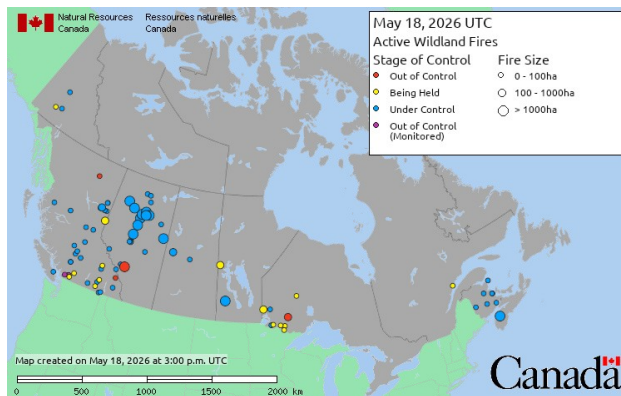 Natural Resources Ressources naturelles
Canada Canada
May 18, 2026 UTC
Active Wildland Fires
Stage of Control Fire Size
Out of Control 0 - 100ha
Being Held 100 - 1000ha
Under Control > 1000ha
Out of Control
(Monitored)
Map created on May 18, 2026 at 3:00 p.m. UTC
0 500 1000 1500 2000 km
Canada